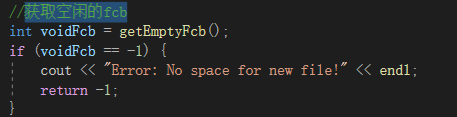 //获取空闲的fcb
int voidFcb = getEmptyFcb();
if (voidFcb == -1) {
cout << "Error: No space for new file!" << endl;
return -1;
}